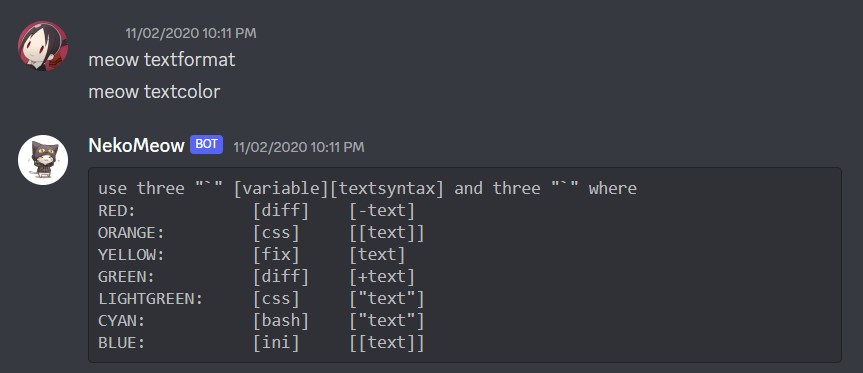 11/02/2020 10:11 PM
meow textformat
meow textcolor
NekoMeow BOT 11/02/2020 10:11 PM
use three "`" [variable][textsyntax] and three "`" where
RED: [diff] [-text]
ORANGE: [css] [[text]]
YELLOW: [fix] [text]
GREEN: [diff] [+text]
LIGHTGREEN: [css] ["text"]
CYAN: [bash] ["text"]
BLUE: [ini] [[text]]